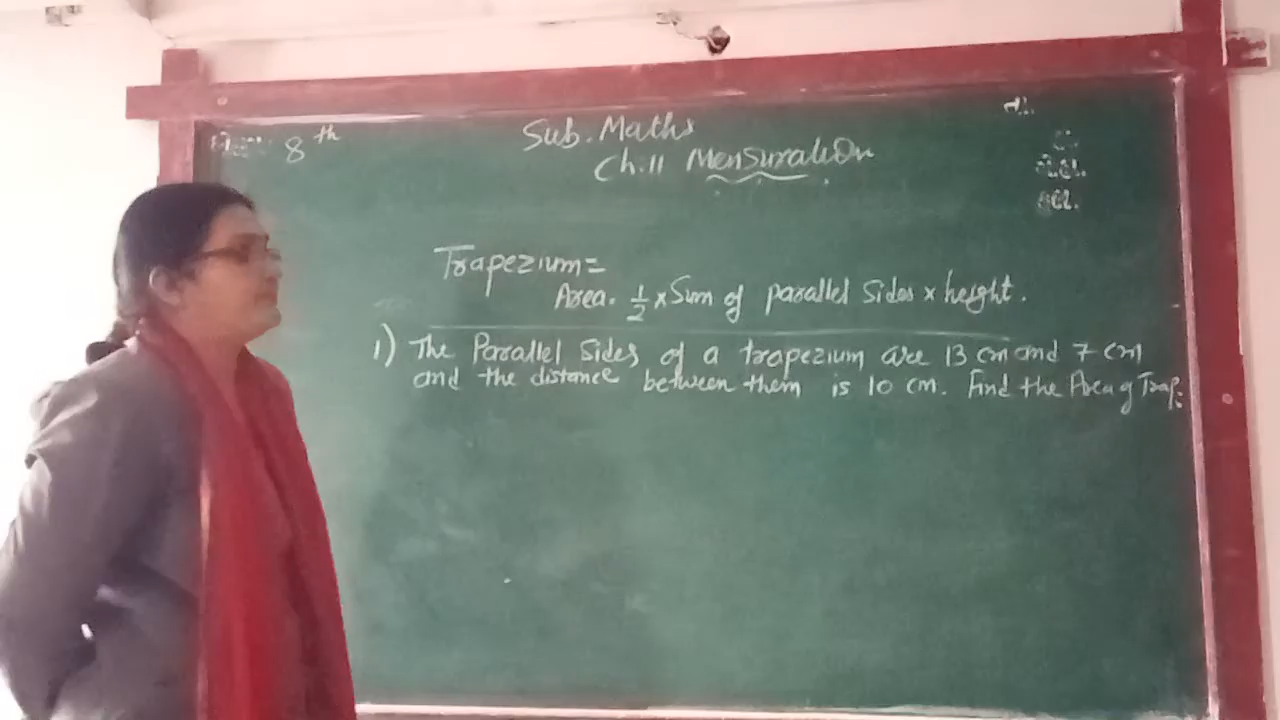 8th
Sub. Maths
Ch.11 Mensuration
Trapezium=
Area. 1/2 x Sum of parallel Sides x height.
1) The Parallel Sides of a trapezium are 13 cm and 7 cm
and the distance between them is 10 cm. Find the Area of Trap: